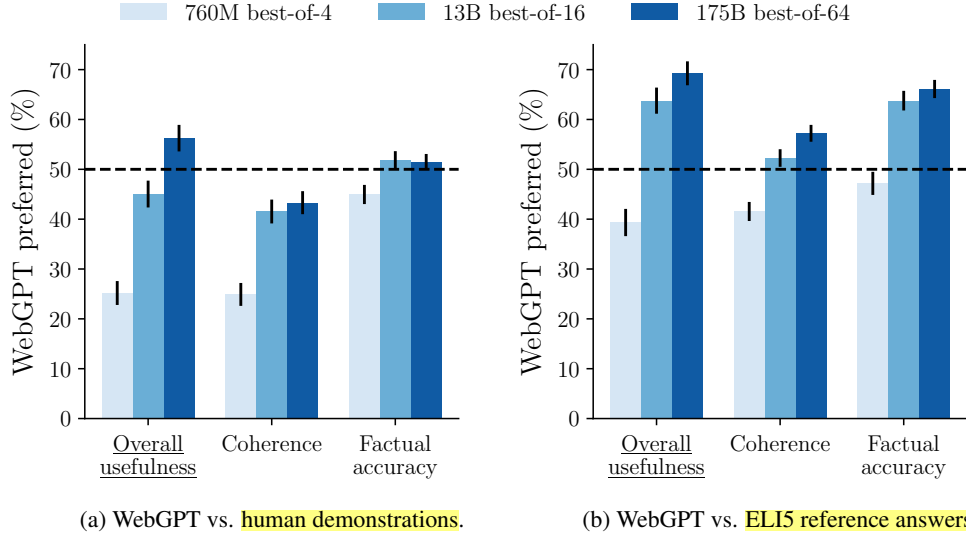 760M best-of-4 13B best-of-16 175B best-of-64
WebGPT preferred (%)
70
60
50
40
30
20
10
0
Overall usefulness
Coherence
Factual accuracy
WebGPT preferred (%)
70
60
50
40
30
20
10
0
Overall usefulness
Coherence
Factual accuracy
(a) WebGPT vs. human demonstrations.
(b) WebGPT vs. ELI5 reference answers